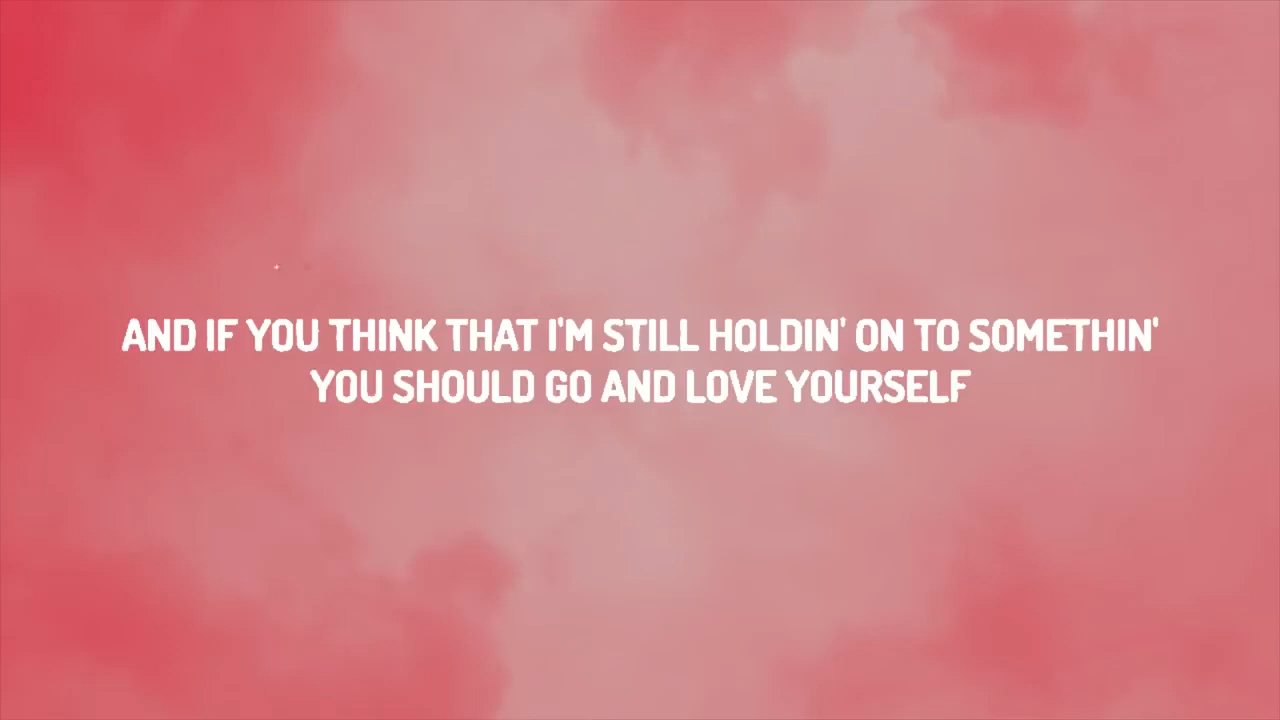 AND IF YOU THINK THAT I'M STILL HOLDIN' ON TO SOMETHIN'
YOU SHOULD GO AND LOVE YOURSELF